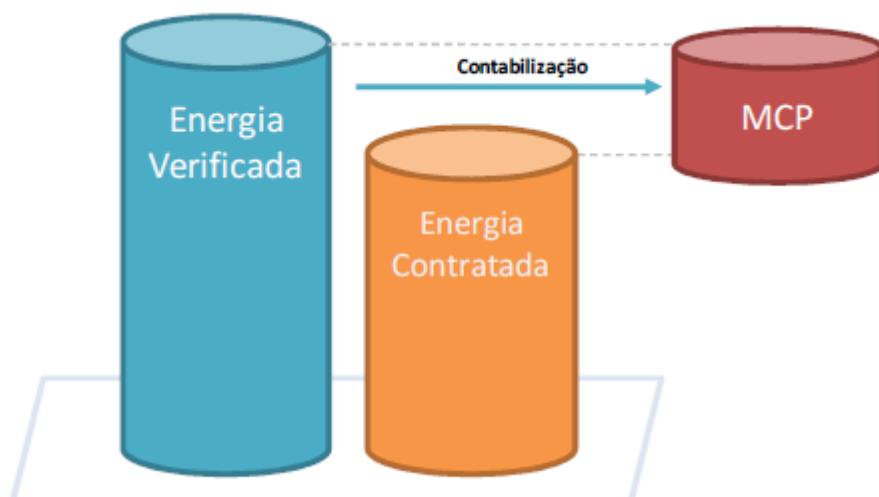 Energia
Verificada
Contabilização
MCP
Energia
Contratada